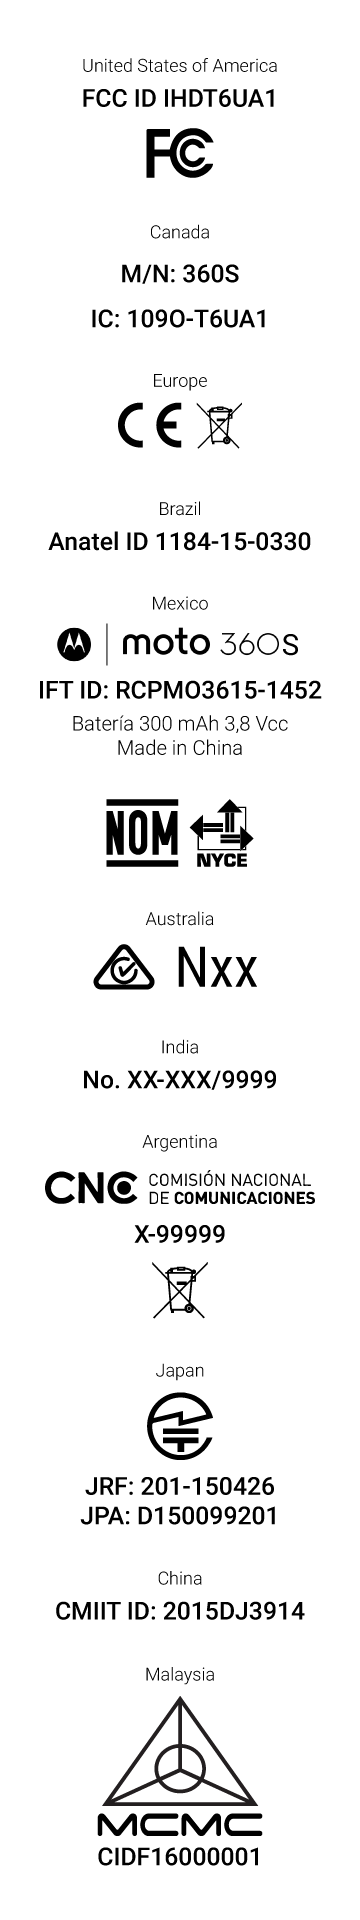 United States of America
FCC ID IHDT6UA1
FC
Canada
M/N: 360S
IC: 109O-T6UA1
Europe
CE
Brazil
Anatel ID 1184-15-0330
Mexico
moto 360s
IFT ID: RCPMO3615-1452
Batería 300 mAh 3,8 Vcc
Made in China
NOM NYCE
Australia
Nxx
India
No. XX-XXX/9999
Argentina
CNC COMISIÓN NACIONAL
DE COMUNICACIONES
X-99999
Japan
JRF: 201-150426
JPA: D150099201
China
CMIIT ID: 2015DJ3914
Malaysia
MCMC
CIDF16000001